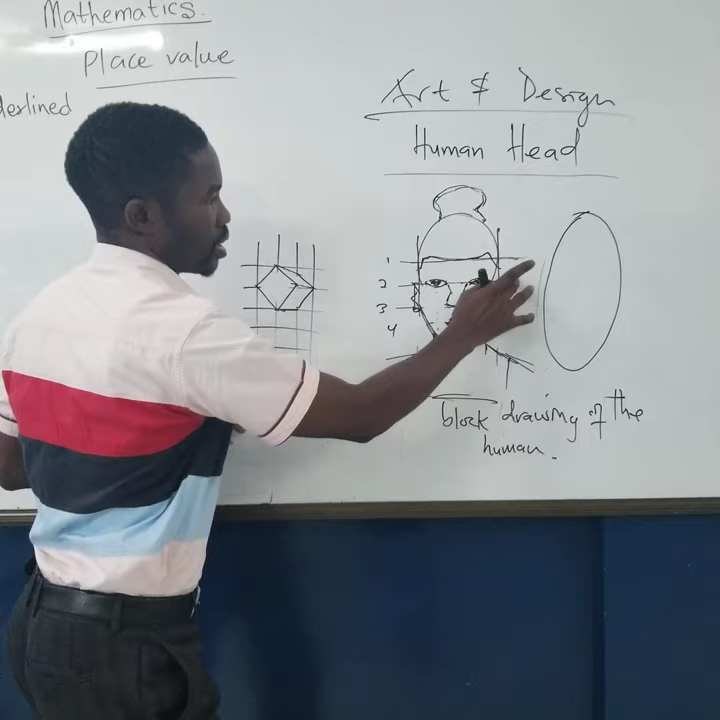 Mathematics.
Place value
derlined
Art & Design
Human Head
1
2
3
4
block drawing of the
human.